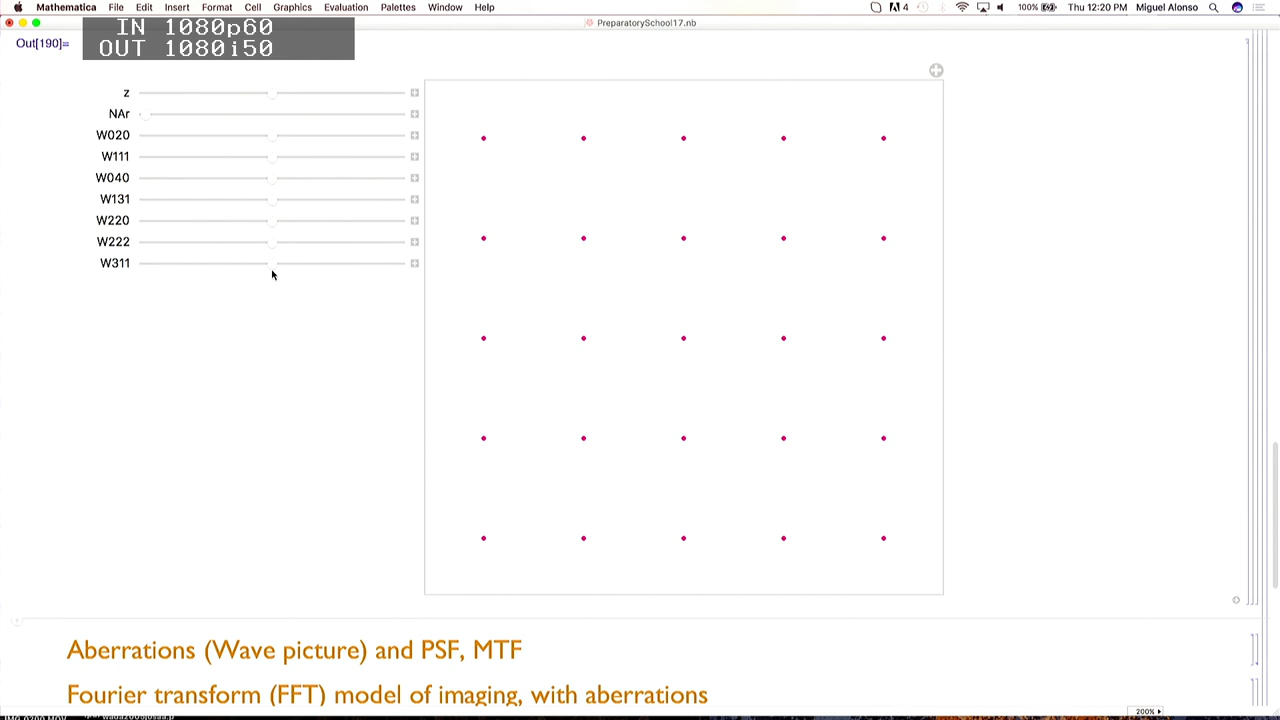 Mathematica File Edit Insert Format Cell Graphics Evaluation Palettes Window Help 4 100% Thu 12:20 PM Miguel Alonso
PreparatorySchool17.nb
IN 1080p60
OUT 1080i50
Out[190]=
z
NAr
W020
W111
W040
W131
W220
W222
W311
Aberrations (Wave picture) and PSF, MTF
Fourier transform (FFT) model of imaging, with aberrations
200%